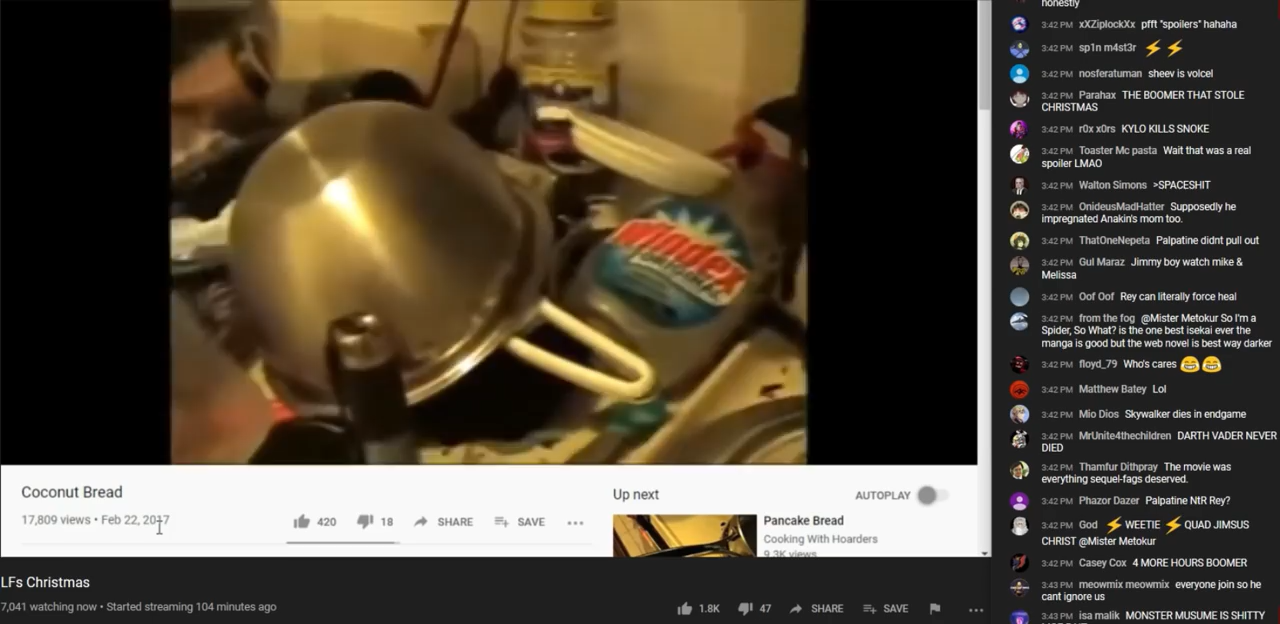 Windex
Coconut Bread
17,809 views • Feb 22, 2017
420
18
SHARE
SAVE
Up next
AUTOPLAY
Pancake Bread
Cooking With Hoarders
9.3K views
LFs Christmas
7,041 watching now • Started streaming 104 minutes ago
1.8K
47
SHARE
SAVE
honestly
3:42 PM xXZiplockXx pfft "spoilers" hahaha
3:42 PM sp1n m4st3r ⚡⚡
3:42 PM nosferatuman sheev is volcel
3:42 PM Parahax THE BOOMER THAT STOLE
CHRISTMAS
3:42 PM r0x x0rs KYLO KILLS SNOKE
3:42 PM Toaster Mc pasta Wait that was a real
spoiler LMAO
3:42 PM Walton Simons >SPACESHIT
3:42 PM OnideusMadHatter Supposedly he
impregnated Anakin's mom too.
3:42 PM ThatOneNepeta Palpatine didnt pull out
3:42 PM Gul Maraz Jimmy boy watch mike &
Melissa
3:42 PM Oof Oof Rey can literally force heal
3:42 PM from the fog @Mister Metokur So I'm a
Spider, So What? is the one best isekai ever the
manga is good but the web novel is best way darker
3:42 PM floyd_79 Who's cares 😂😂
3:42 PM Matthew Batey Lol
3:42 PM Mio Dios Skywalker dies in endgame
3:42 PM MrUnite4thechildren DARTH VADER NEVER
DIED
3:42 PM Thamfur Dithpray The movie was
everything sequel-fags deserved.
3:42 PM Phazor Dazer Palpatine NtR Rey?
3:42 PM God ⚡WEETIE ⚡QUAD JIMSUS
CHRIST @Mister Metokur
3:42 PM Casey Cox 4 MORE HOURS BOOMER
3:43 PM meowmix meowmix everyone join so he
cant ignore us
3:43 PM isa malik MONSTER MUSUME IS SHITTY